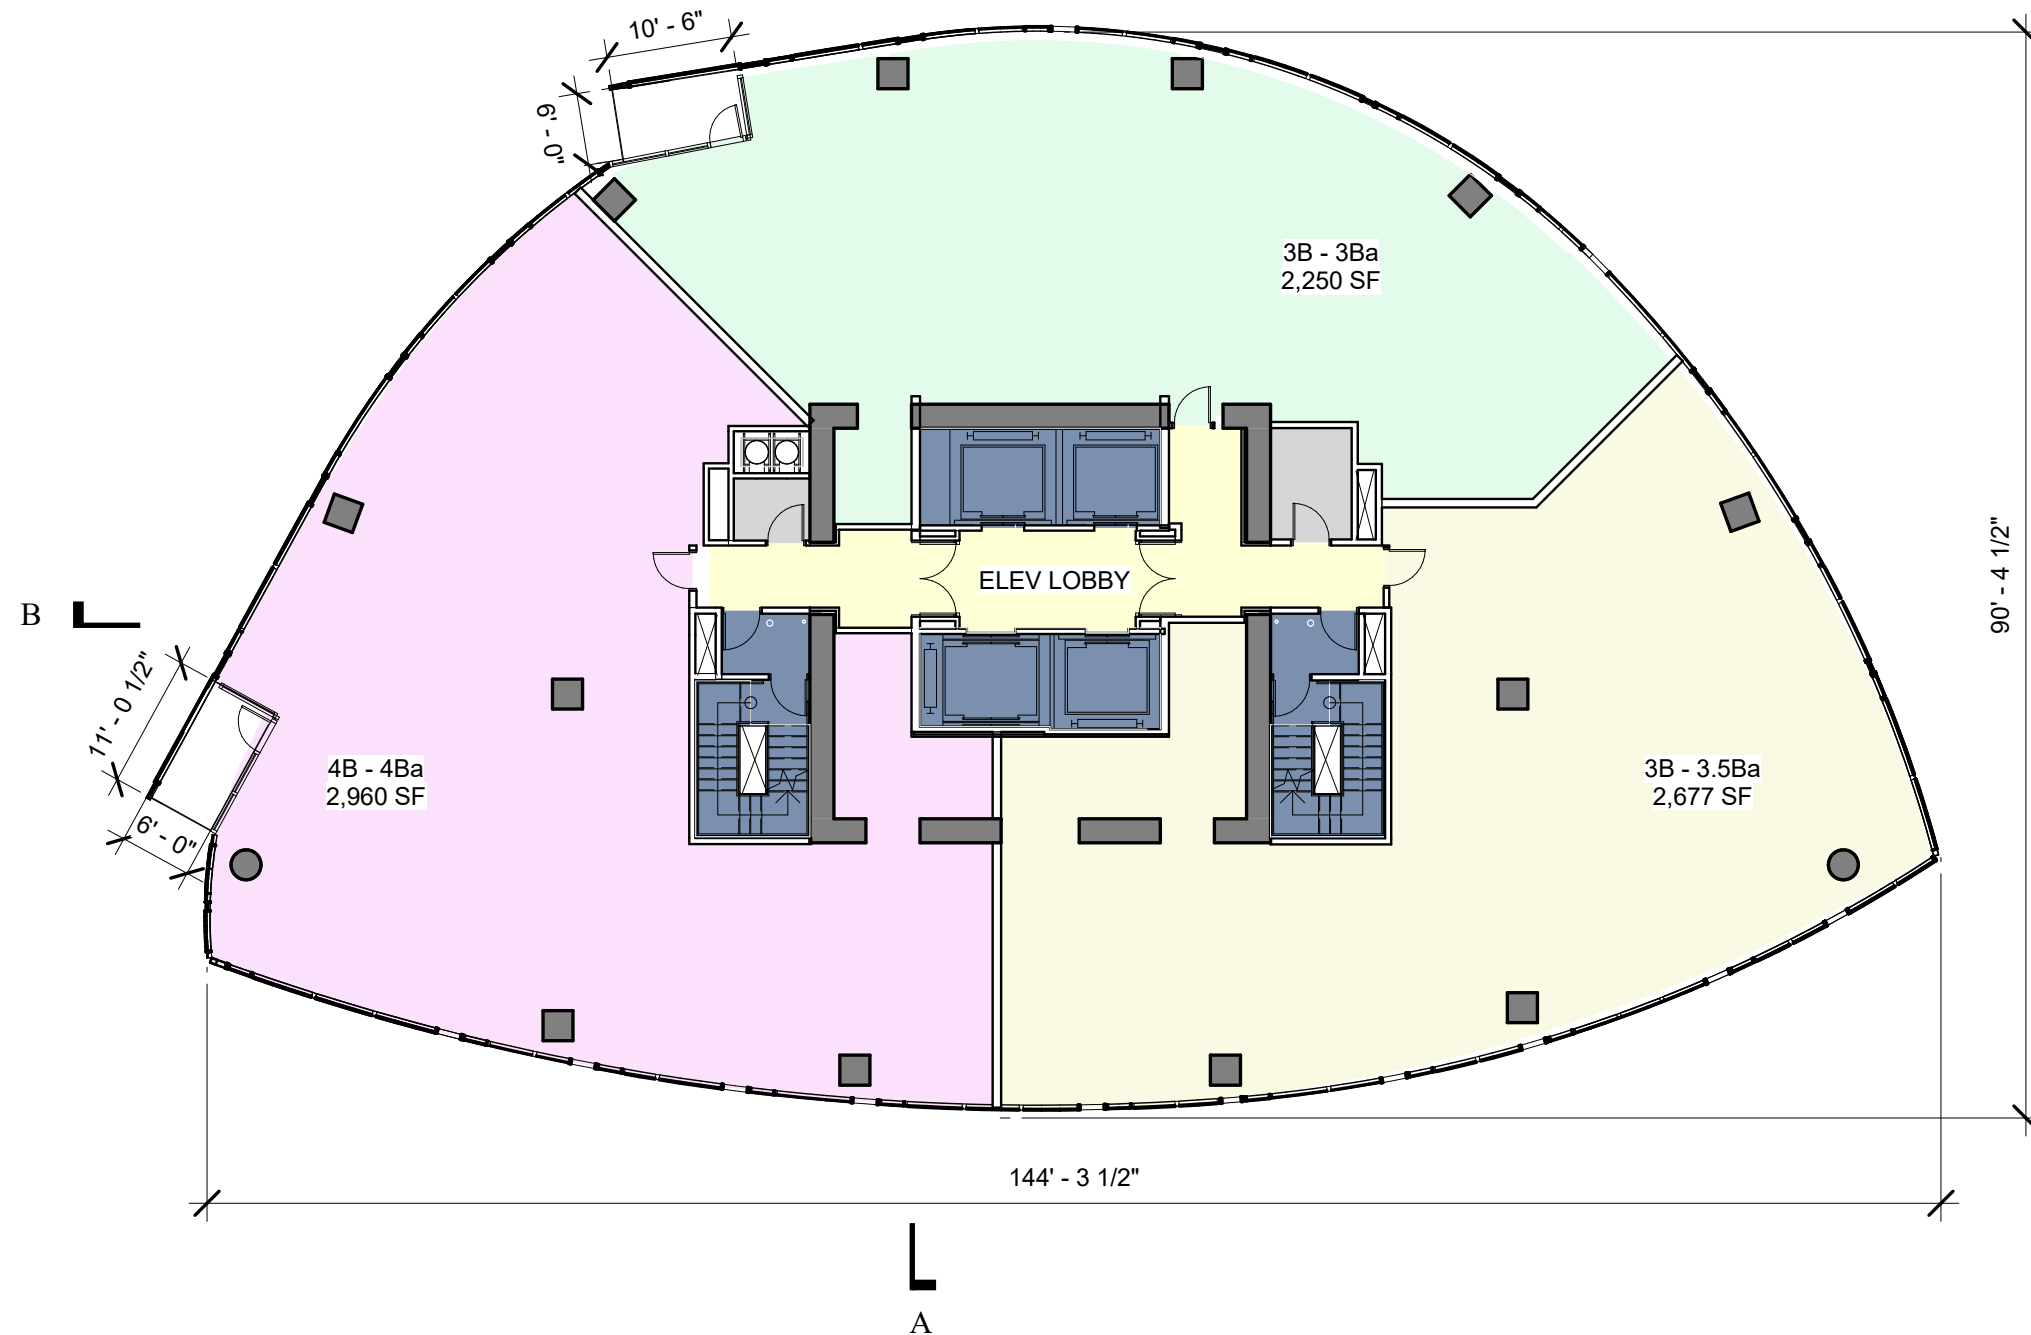 10' - 6"
6' - 0"
3B - 3Ba
2,250 SF
90' - 4 1/2"
ELEV LOBBY
B
11' - 0 1/2"
4B - 4Ba
2,960 SF
3B - 3.5Ba
2,677 SF
6' - 0"
144' - 3 1/2"
A